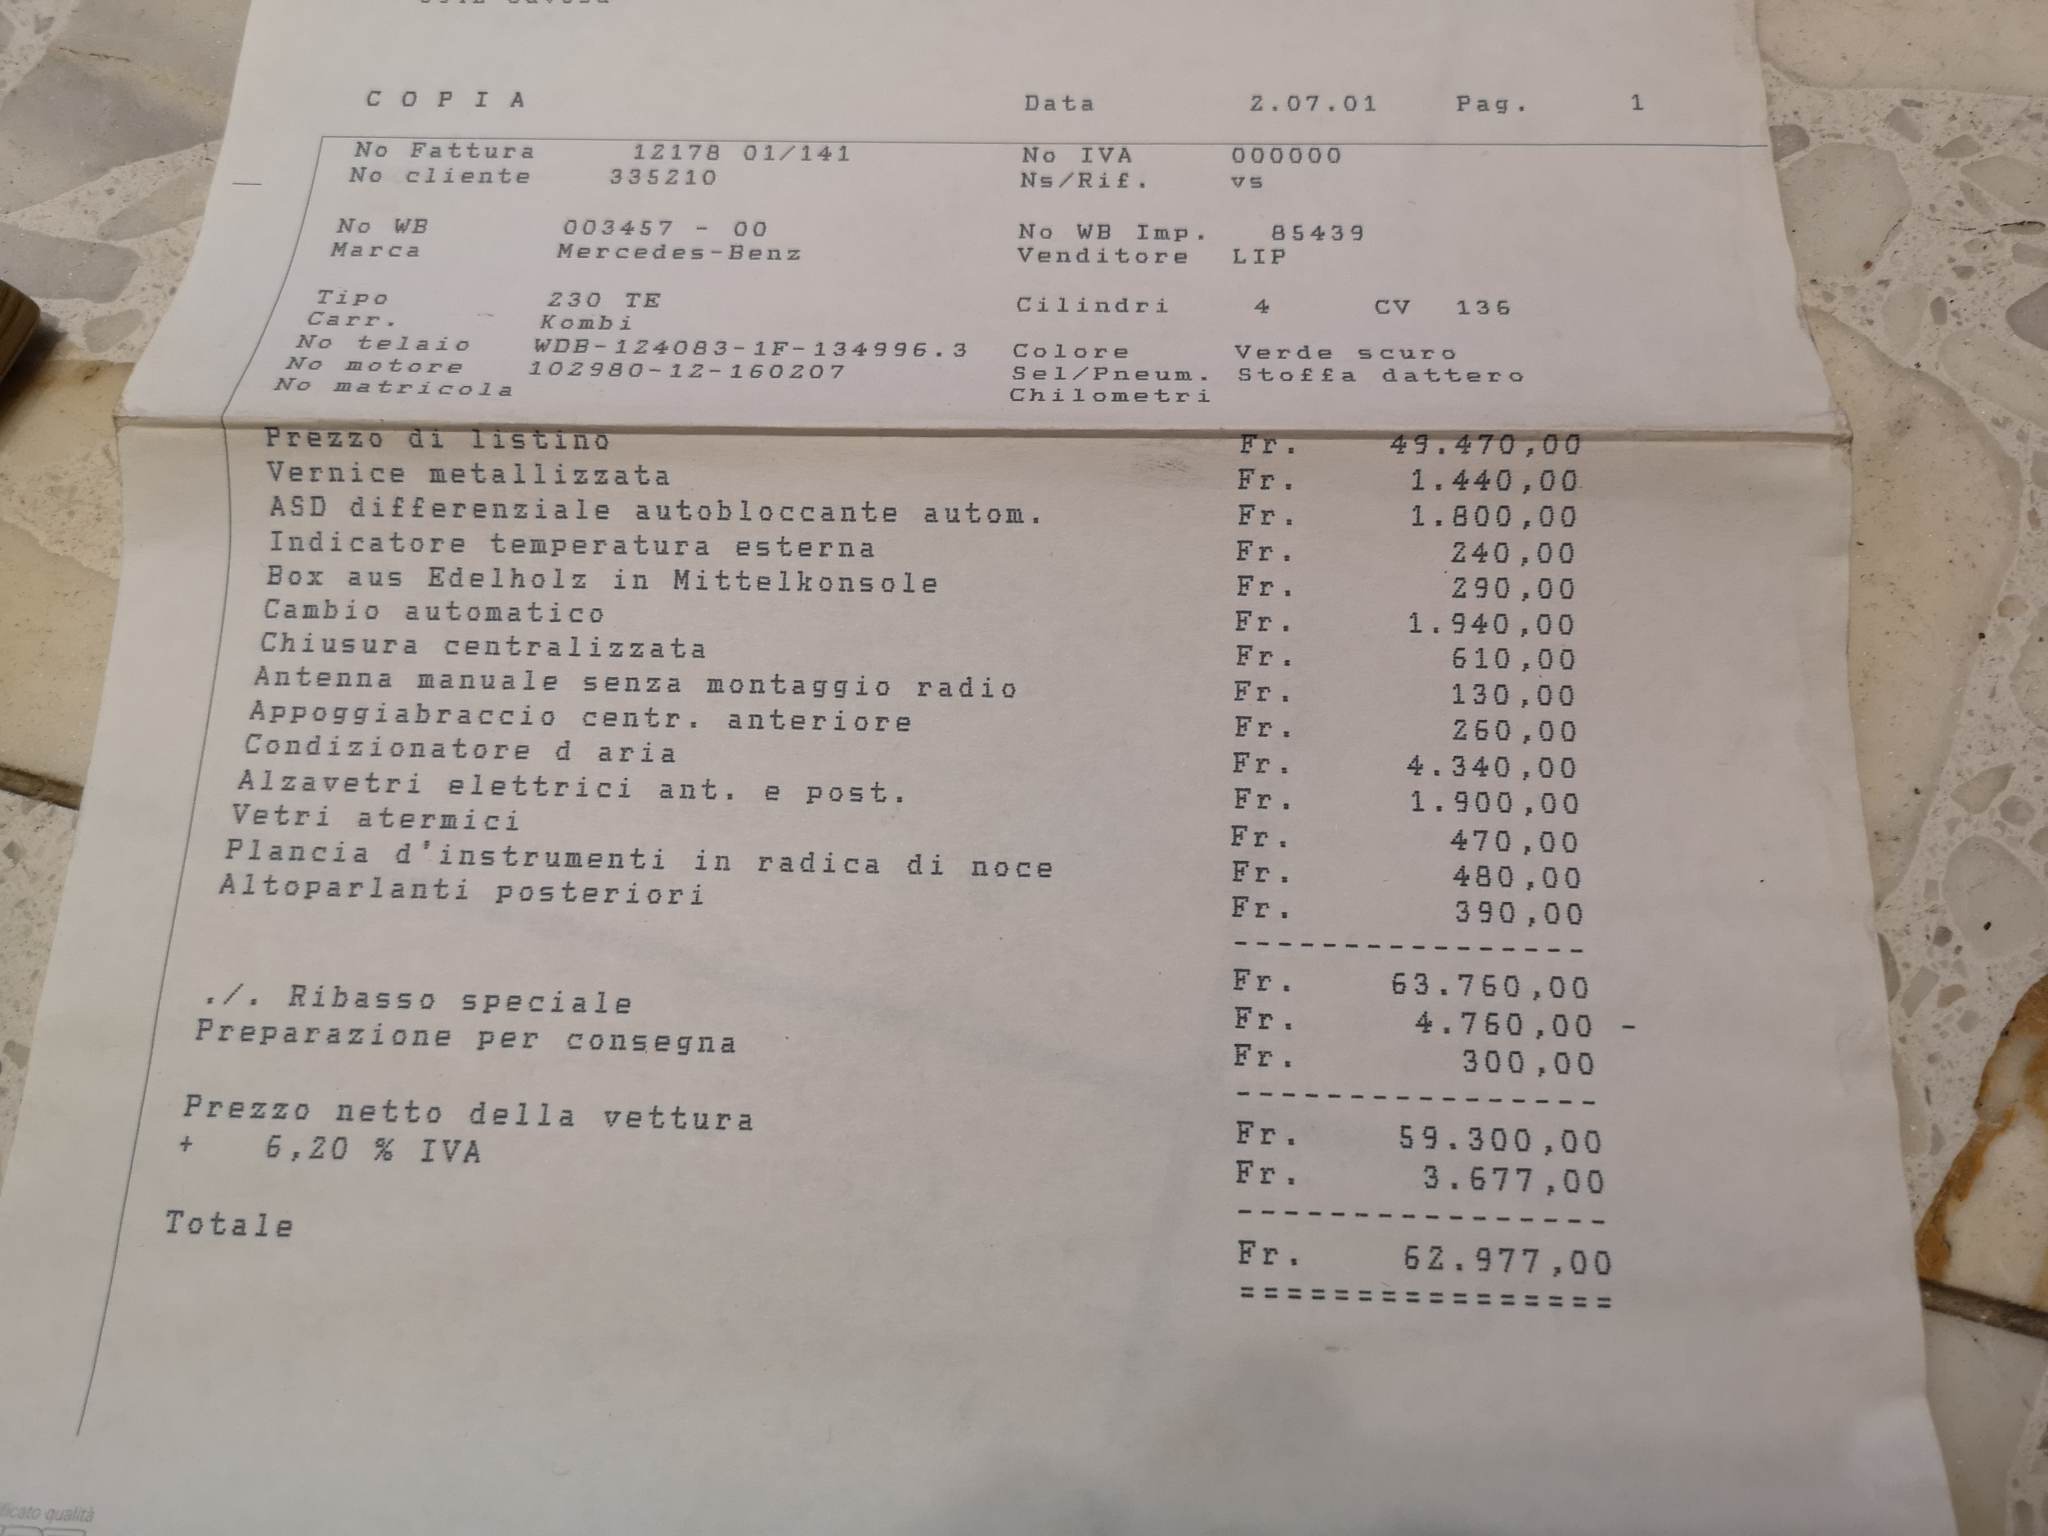 COPIA Data 2.07.01 Pag. 1
No Fattura 12178 01/141 No IVA 000000
No cliente 335210 Ns/Rif. vs
No WB 003457 - 00 No WB Imp. 85439
Marca Mercedes-Benz Venditore LIP
Tipo 230 TE Cilindri 4 CV 136
Carr. Kombi
No telaio WDB-124083-1F-134996.3 Colore Verde scuro
No motore 102980-12-160207 Sel/Pneum. Stoffa dattero
No matricola Chilometri
Prezzo di listino Fr. 49.470,00
Vernice metallizzata Fr. 1.440,00
ASD differenziale autobloccante autom. Fr. 1.800,00
Indicatore temperatura esterna Fr. 240,00
Box aus Edelholz in Mittelkonsole Fr. 290,00
Cambio automatico Fr. 1.940,00
Chiusura centralizzata Fr. 610,00
Antenna manuale senza montaggio radio Fr. 130,00
Appoggiabraccio centr. anteriore Fr. 260,00
Condizionatore d aria Fr. 4.340,00
Alzavetri elettrici ant. e post. Fr. 1.900,00
Vetri atermici Fr. 470,00
Plancia d'instrumenti in radica di noce Fr. 480,00
Altoparlanti posteriori Fr. 390,00
Fr. 63.760,00
./. Ribasso speciale Fr. 4.760,00 -
Preparazione per consegna Fr. 300,00
Prezzo netto della vettura Fr. 59.300,00
+ 6,20 % IVA Fr. 3.677,00
Totale Fr. 62.977,00
qualità